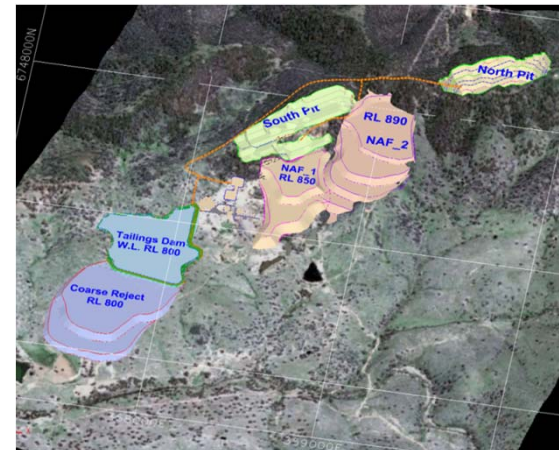 6748000N
North Pit
South Pit
RL 890
NAF_2
NAF_1
RL 850
Tailings Dam
W.L. RL 800
Coarse Reject
RL 800